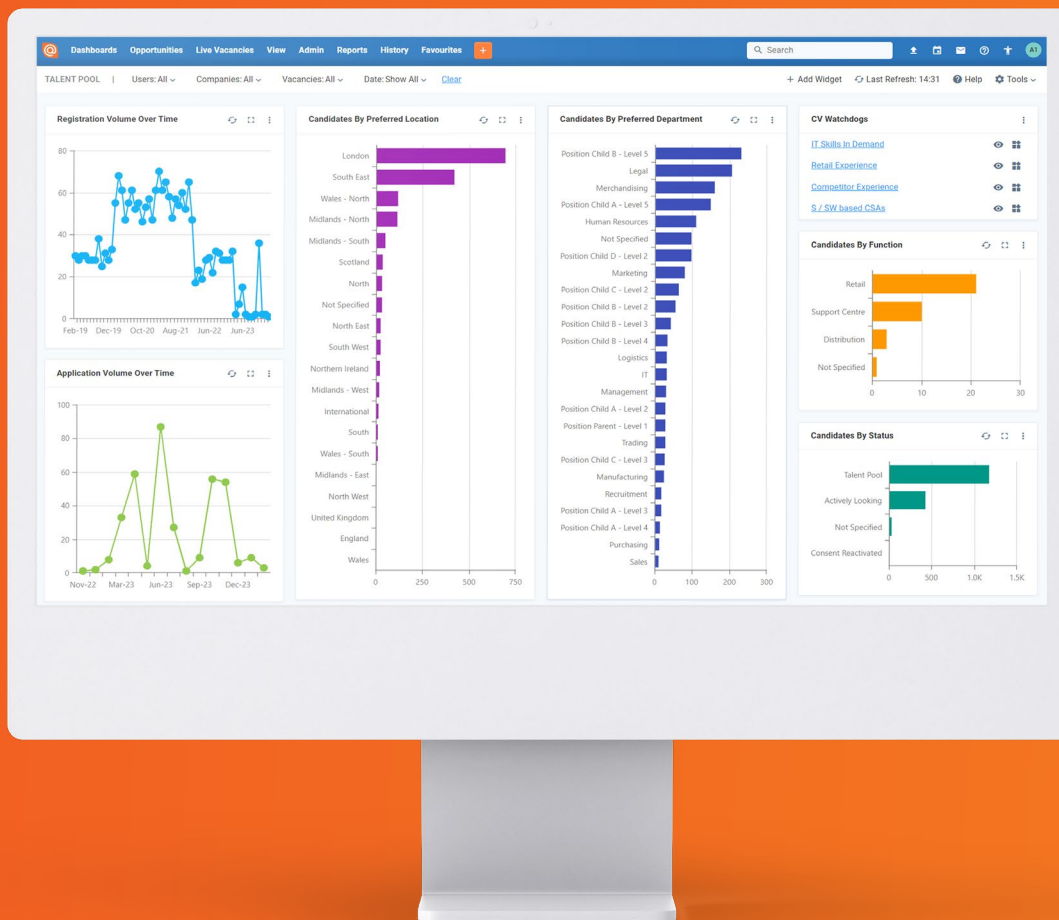 Dashboards Opportunities Live Vacancies View Admin Reports History Favourites + Search A1
TALENT POOL | Users: All Companies: All Vacancies: All Date: Show All Clear + Add Widget Last Refresh: 14:31 Help Tools
Registration Volume Over Time
80
60
40
20
0
Feb-19 Dec-19 Oct-20 Aug-21 Jun-22 Jun-23
Application Volume Over Time
100
80
60
40
20
0
Nov-22 Mar-23 Jun-23 Sep-23 Dec-23
Candidates By Preferred Location
London
South East
Wales - North
Midlands - North
Midlands - South
Scotland
North
Not Specified
North East
South West
Northern Ireland
Midlands - West
International
South
Wales - South
Midlands - East
North West
United Kingdom
England
Wales
0 250 500 750
Candidates By Preferred Department
Position Child B - Level 5
Legal
Merchandising
Position Child A - Level 5
Human Resources
Not Specified
Position Child D - Level 2
Marketing
Position Child C - Level 2
Position Child B - Level 2
Position Child B - Level 3
Position Child B - Level 4
Logistics
IT
Management
Position Child A - Level 2
Position Parent - Level 1
Trading
Position Child C - Level 3
Manufacturing
Recruitment
Position Child A - Level 3
Position Child A - Level 4
Purchasing
Sales
0 100 200 300
CV Watchdogs
IT Skills In Demand
Retail Experience
Competitor Experience
S / SW based CSAs
Candidates By Function
Retail
Support Centre
Distribution
Not Specified
0 10 20 30
Candidates By Status
Talent Pool
Actively Looking
Not Specified
Consent Reactivated
0 500 1.0K 1.5K